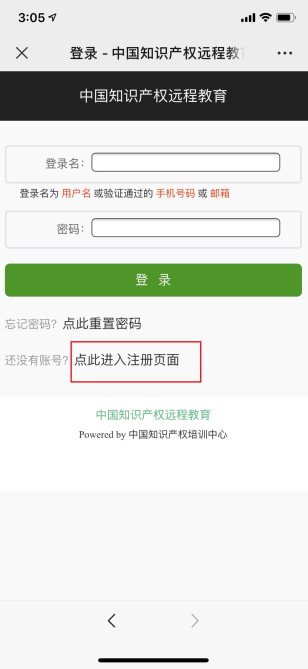 3:05
登录 - 中国知识产权远程教育
中国知识产权远程教育
登录名：
登录名为 用户名 或验证通过的 手机号码 或 邮箱
密码：
登 录
忘记密码？ 点此重置密码
还没有账号？ 点此进入注册页面
中国知识产权远程教育
Powered by 中国知识产权培训中心